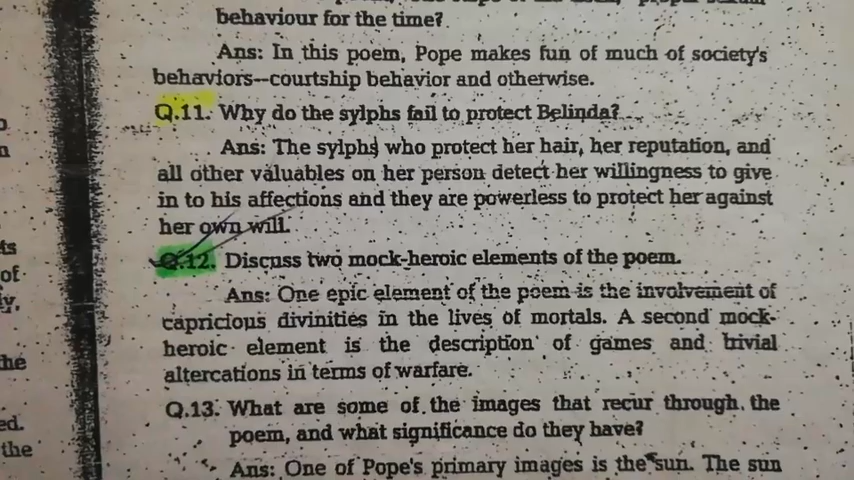 behaviour for the time?
Ans: In this poem, Pope makes fun of much of society's
behaviors--courtship behavior and otherwise.
Q.11. Why do the sylphs fail to protect Belinda?
Ans: The sylphs who protect her hair, her reputation, and
all other valuables on her person detect her willingness to give
in to his affections and they are powerless to protect her against
her own will.
Q.12. Discuss two mock-heroic elements of the poem.
Ans: One epic element of the poem is the involvement of
capricious divinities in the lives of mortals. A second mock-
heroic element is the description of games and trivial
altercations in terms of warfare.
Q.13. What are some of the images that recur through the
poem, and what significance do they have?
Ans: One of Pope's primary images is the sun. The sun
of
he
ed.
the